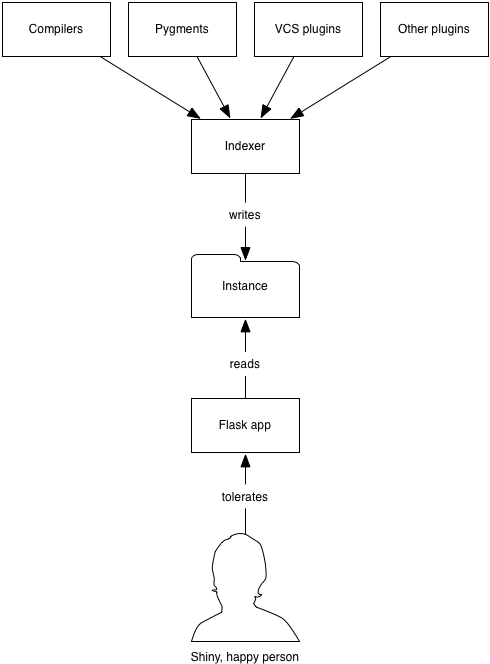 Compilers
Pygments
VCS plugins
Other plugins
Indexer
writes
Instance
reads
Flask app
tolerates
Shiny, happy person